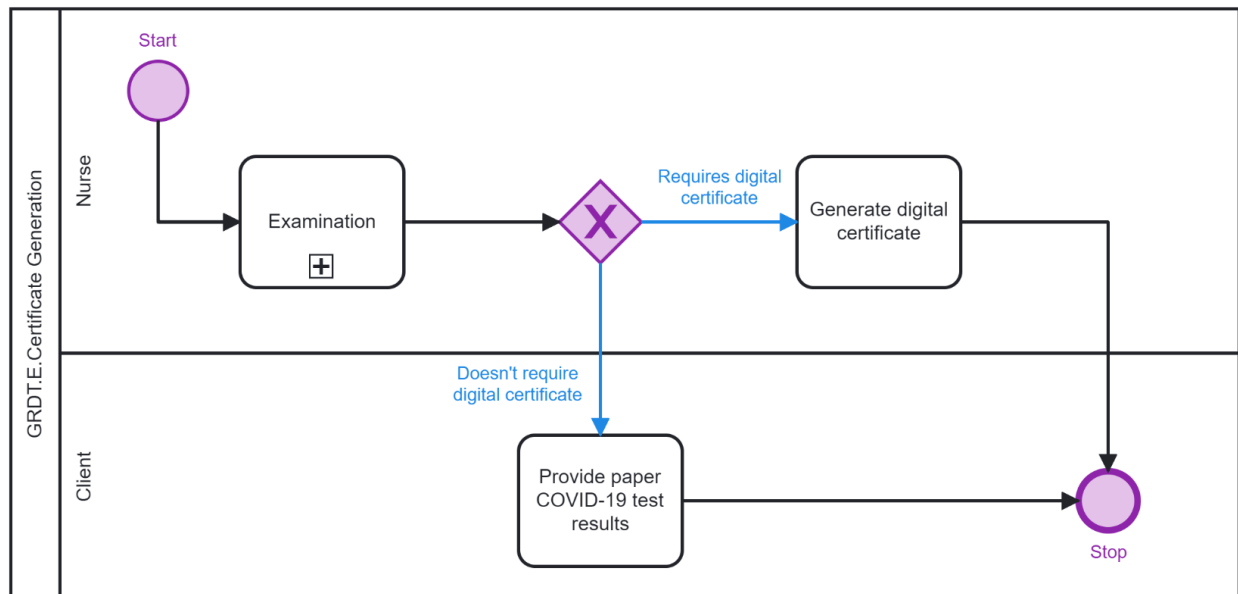 GRDT.E.Certificate Generation
Nurse
Start
Examination
X
Requires digital
certificate
Generate digital
certificate
Client
Doesn't require
digital certificate
Provide paper
COVID-19 test
results
Stop